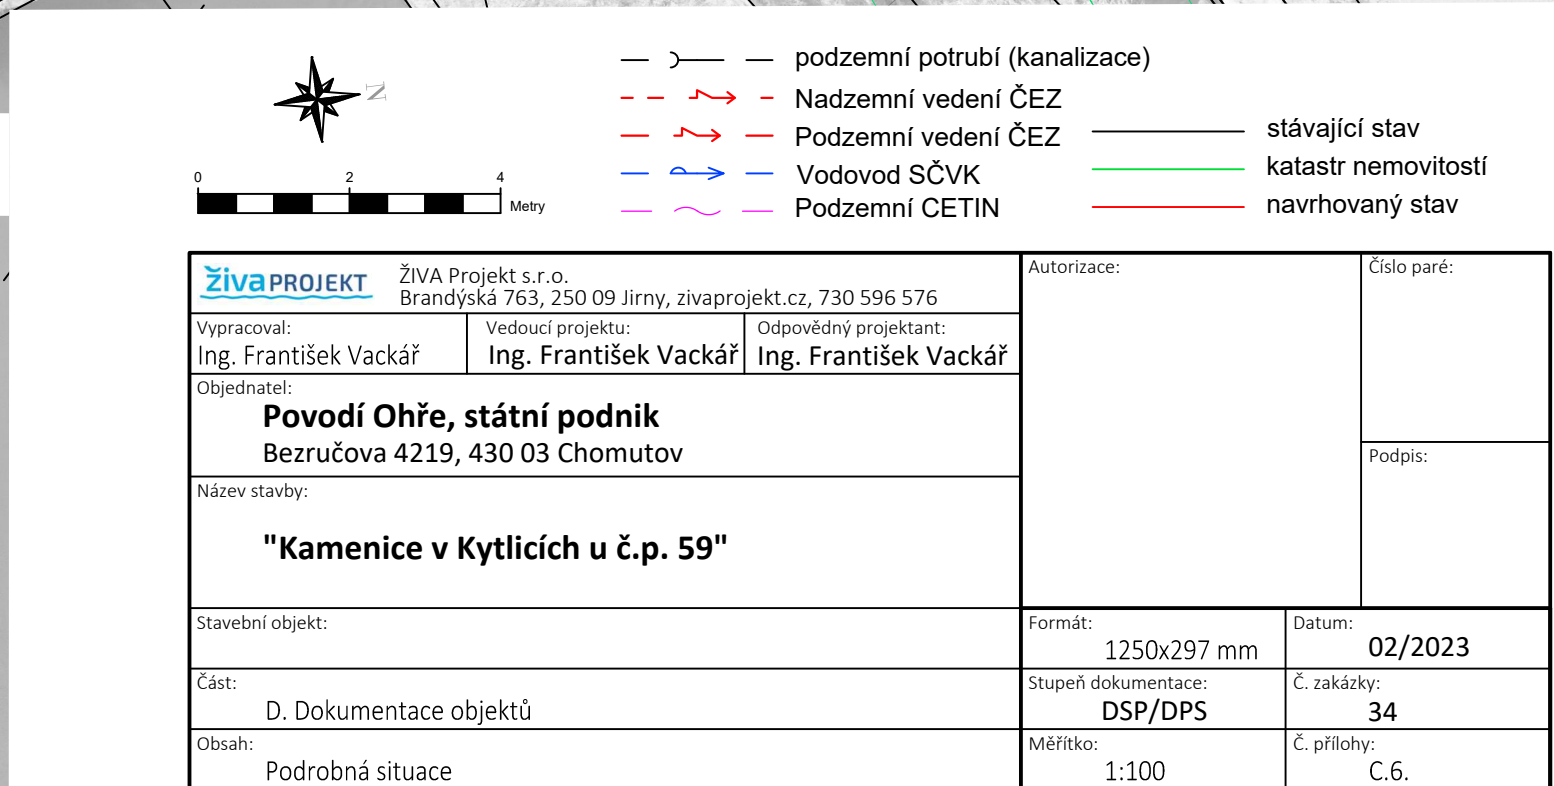 N
0 2 4
Metry
podzemní potrubí (kanalizace)
Nadzemní vedení ČEZ
Podzemní vedení ČEZ
Vodovod SČVK
Podzemní CETIN
stávající stav
katastr nemovitostí
navrhovaný stav
živaPROJEKT
ŽIVA Projekt s.r.o.
Brandýská 763, 250 09 Jirny, zivaprojekt.cz, 730 596 576
Autorizace:
Číslo paré:
Vypracoval:
Ing. František Vackář
Vedoucí projektu:
Ing. František Vackář
Odpovědný projektant:
Ing. František Vackář
Objednatel:
Povodí Ohře, státní podnik
Bezručova 4219, 430 03 Chomutov
Podpis:
Název stavby:
"Kamenice v Kytlicích u č.p. 59"
Stavební objekt:
Formát:
1250x297 mm
Datum:
02/2023
Část:
D. Dokumentace objektů
Stupeň dokumentace:
DSP/DPS
Č. zakázky:
34
Obsah:
Podrobná situace
Měřítko:
1:100
Č. přílohy:
C.6.